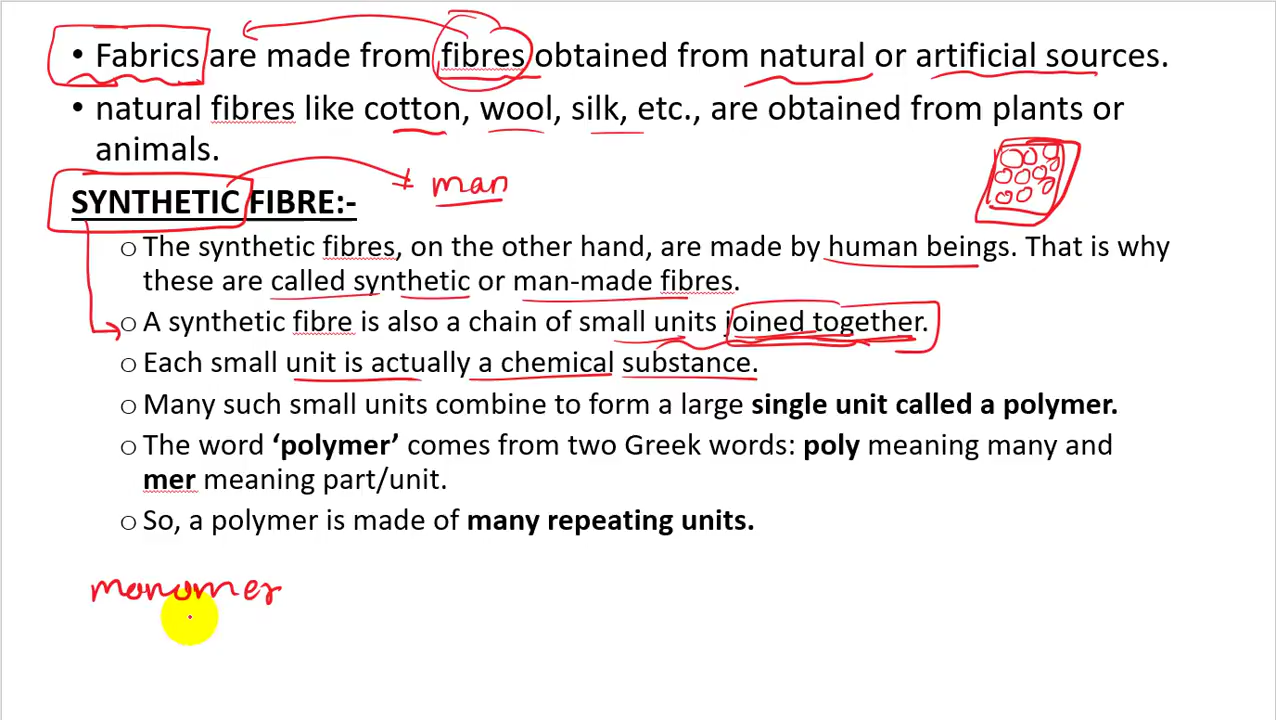 • Fabrics are made from fibres obtained from natural or artificial sources.
• natural fibres like cotton, wool, silk, etc., are obtained from plants or
animals.
man
SYNTHETIC FIBRE:-
o The synthetic fibres, on the other hand, are made by human beings. That is why
these are called synthetic or man-made fibres.
o A synthetic fibre is also a chain of small units joined together.
o Each small unit is actually a chemical substance.
o Many such small units combine to form a large single unit called a polymer.
o The word ‘polymer’ comes from two Greek words: poly meaning many and
mer meaning part/unit.
o So, a polymer is made of many repeating units.
monomer